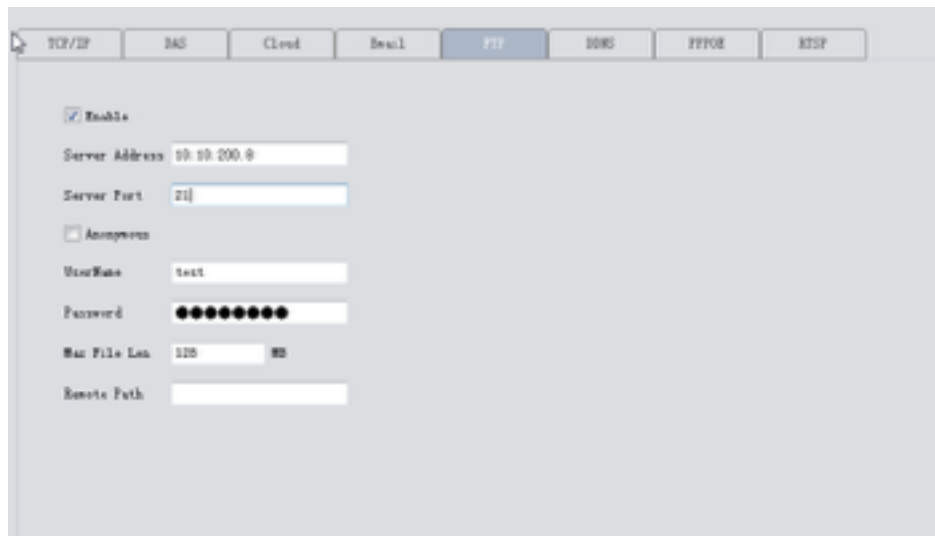 TCP/IP DAS Cloud Email FTP DDNS PPPOE RTSP
Enable
Server Address 10.10.200.8
Server Port 21
Anonymous
UserName test
Password ●●●●●●●●
Max File Len 128 MB
Remote Path